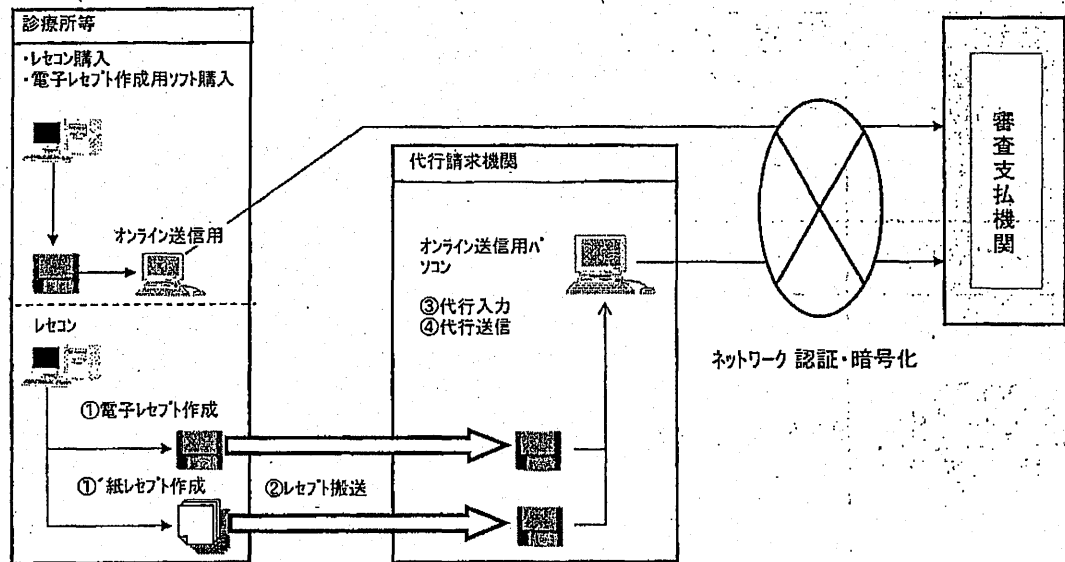 診療所等
・レセコン購入
・電子レセプト作成用ソフト購入
オンライン送信用
レセコン
①電子レセプト作成
①´紙レセプト作成
②レセプト搬送
代行請求機関
オンライン送信用パ
ソコン
③代行入力
④代行送信
ネットワーク 認証・暗号化
審査支払機関